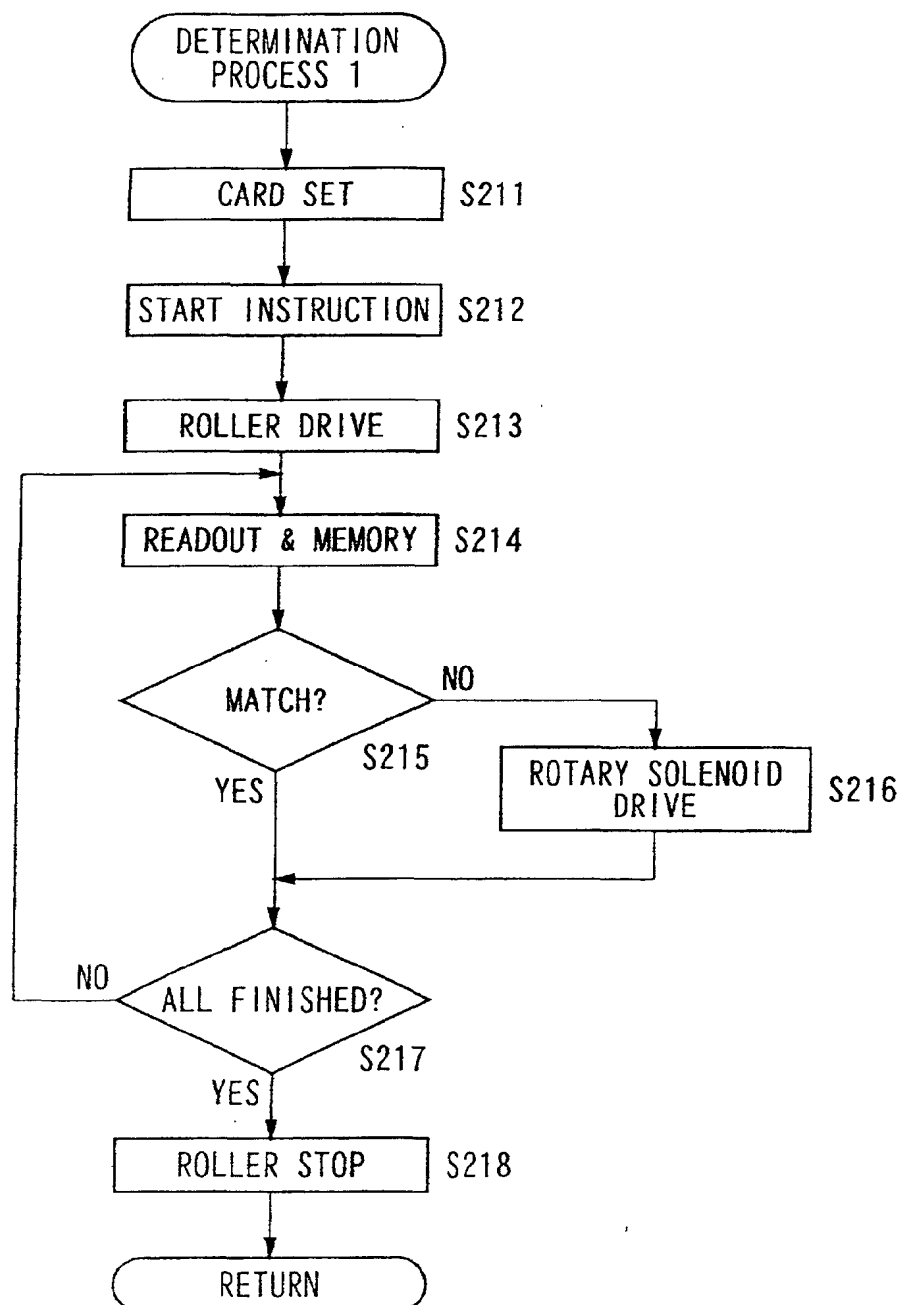 DETERMINATION
PROCESS 1
CARD SET
S211
START INSTRUCTION
S212
ROLLER DRIVE
S213
READOUT & MEMORY
S214
MATCH?
NO
S215
YES
ROTARY SOLENOID
DRIVE
S216
NO
ALL FINISHED?
S217
YES
ROLLER STOP
S218
RETURN